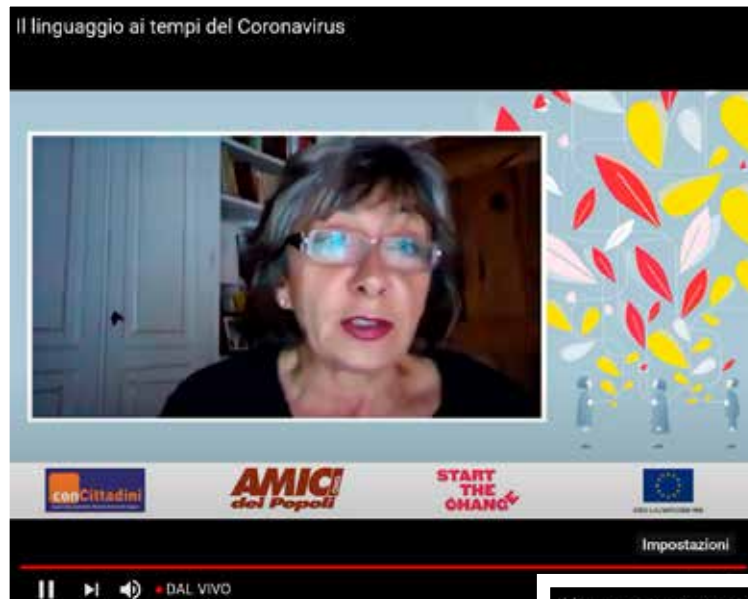 Il linguaggio ai tempi del Coronavirus
conCittadini
AMICI
dei Popoli
START
THE
CHANGE
Impostazioni
DAL VIVO